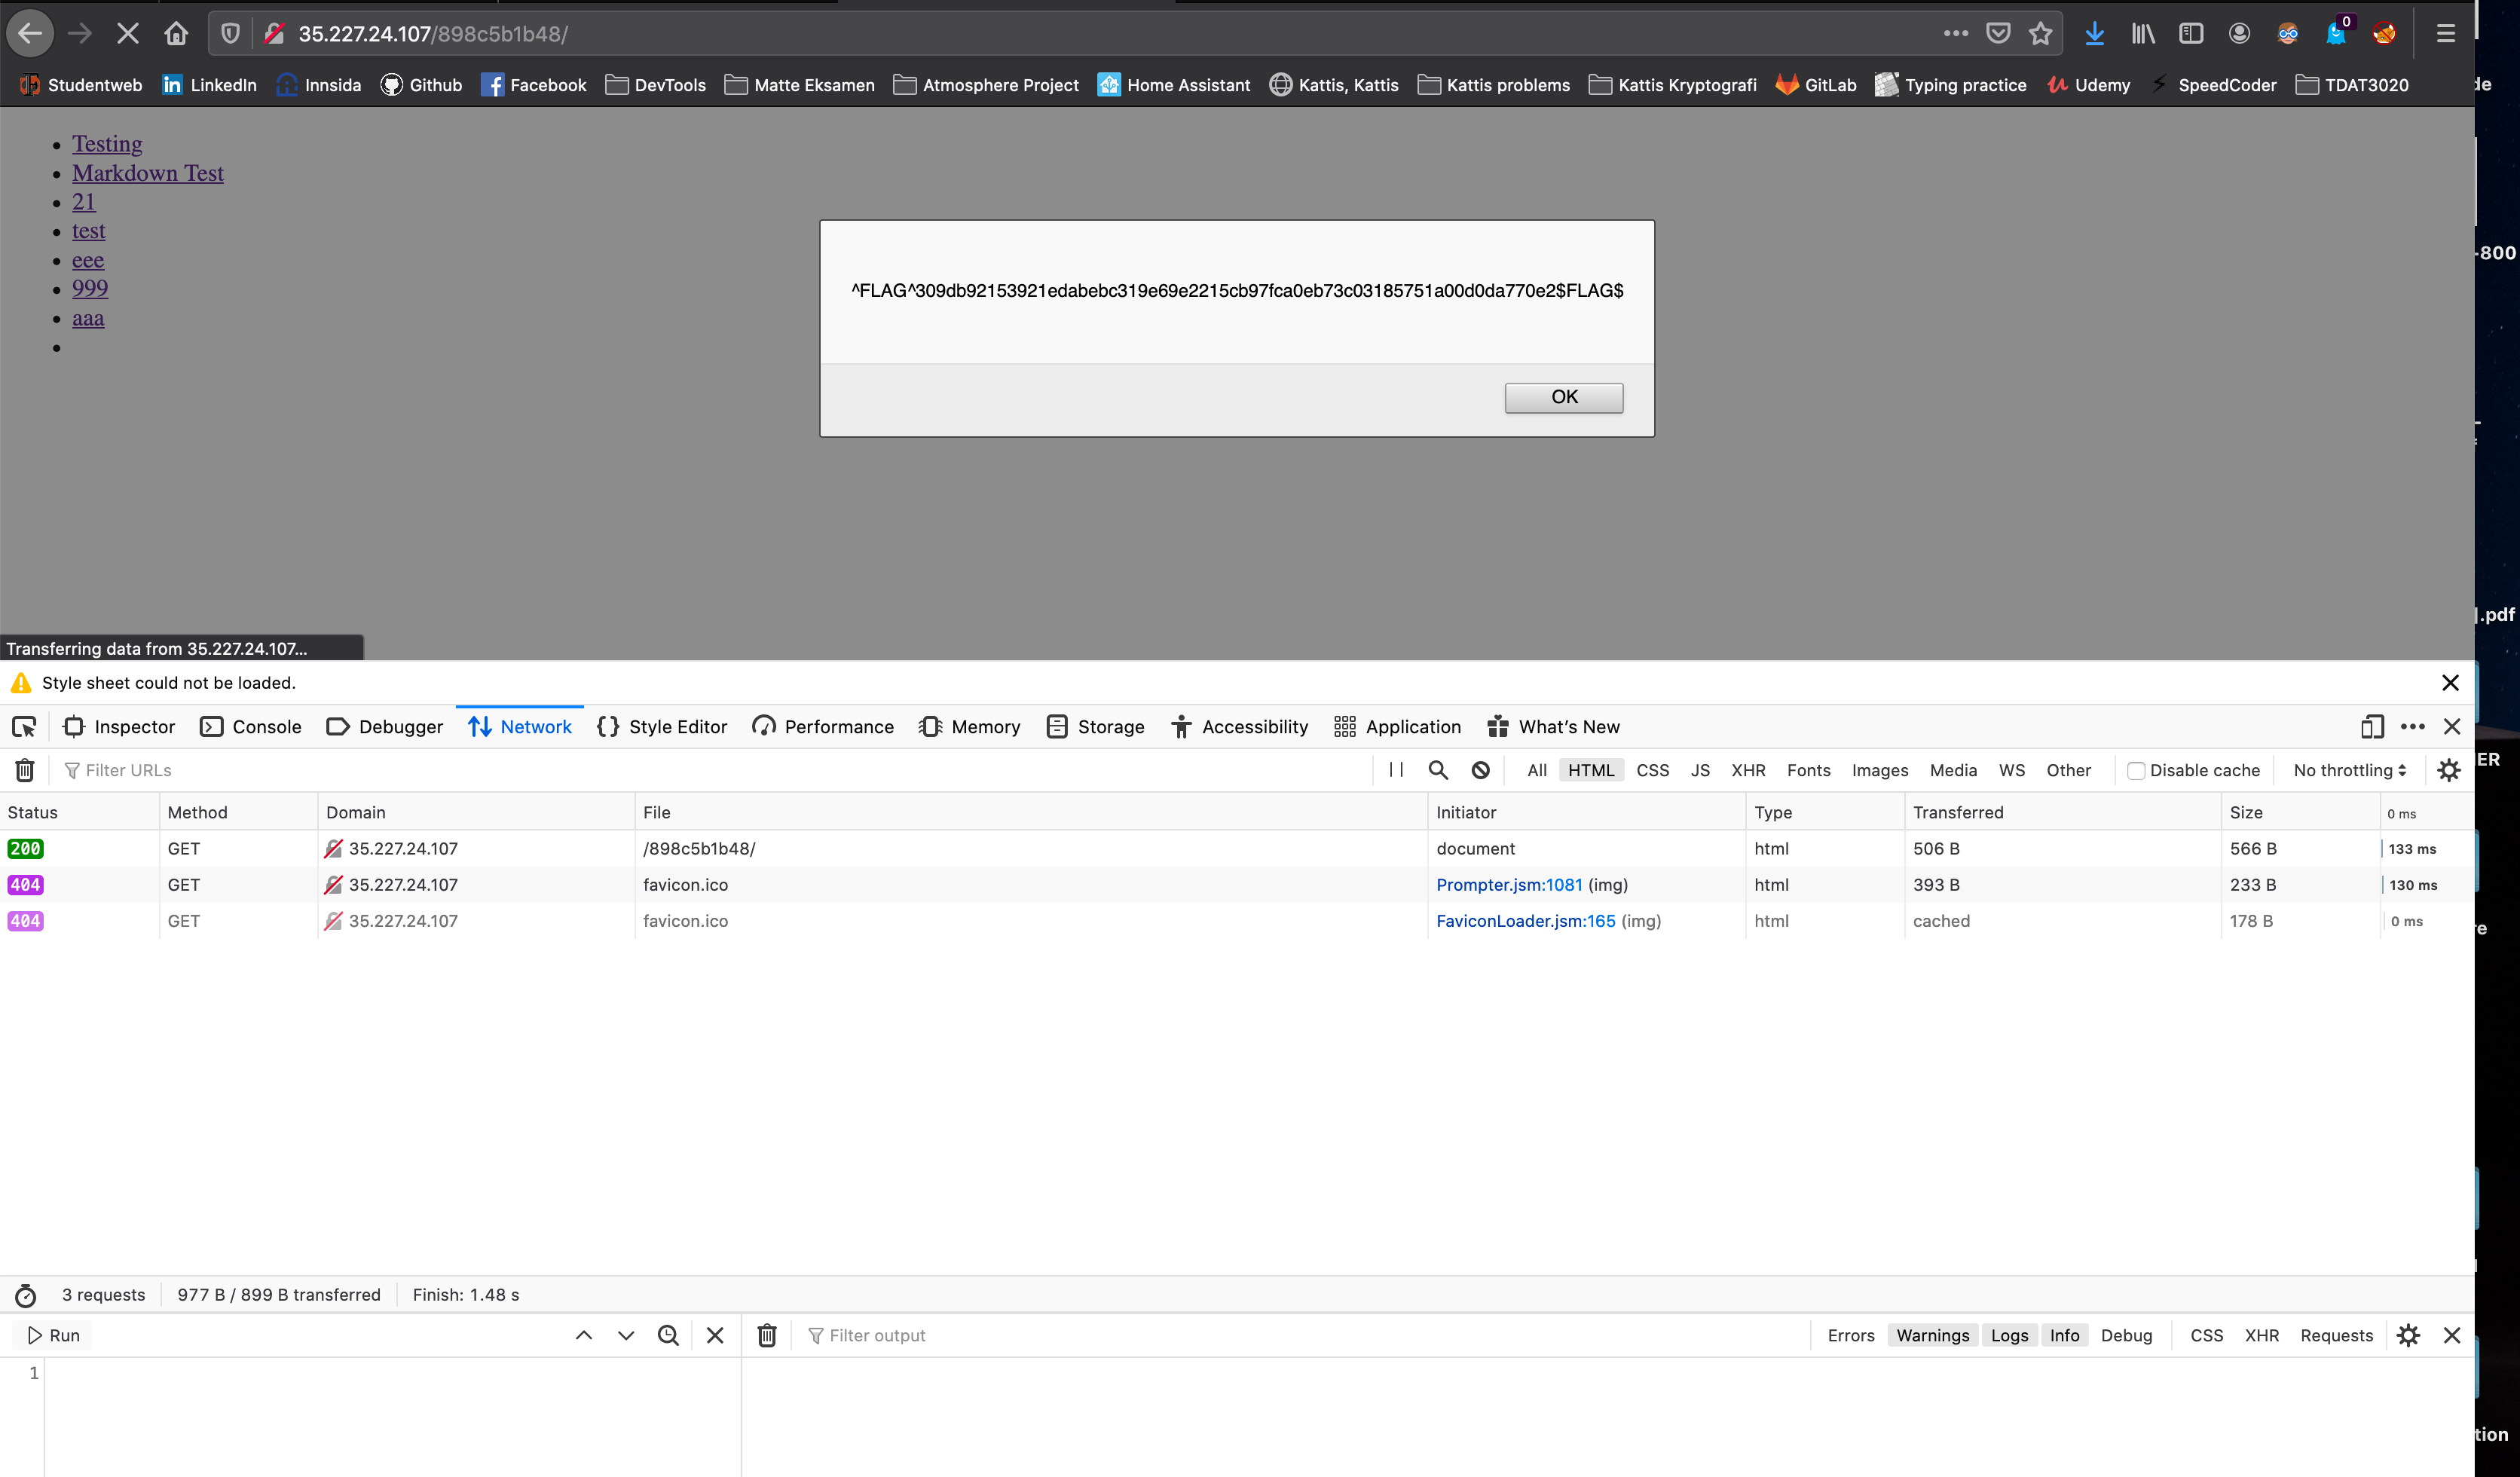 35.227.24.107/898c5b1b48/
0
Studentweb LinkedIn Innsida Github Facebook DevTools Matte Eksamen Atmosphere Project Home Assistant Kattis, Kattis Kattis problems Kattis Kryptografi GitLab Typing practice Udemy SpeedCoder TDAT3020
de
Testing
Markdown Test
21
test
eee
999
aaa
-800
^FLAG^309db92153921edabebc319e69e2215cb97fca0eb73c03185751a00d0da770e2$FLAG$
OK
].pdf
Transferring data from 35.227.24.107...
Style sheet could not be loaded.
Inspector Console Debugger Network Style Editor Performance Memory Storage Accessibility Application What's New
ER
Filter URLs All HTML CSS JS XHR Fonts Images Media WS Other Disable cache No throttling
Status Method Domain File Initiator Type Transferred Size 0 ms
200 GET 35.227.24.107 /898c5b1b48/ document html 506 B 566 B 133 ms
404 GET 35.227.24.107 favicon.ico Prompter.jsm:1081 (img) html 393 B 233 B 130 ms
404 GET 35.227.24.107 favicon.ico FaviconLoader.jsm:165 (img) html cached 178 B 0 ms
re
3 requests 977 B / 899 B transferred Finish: 1.48 s
Run Filter output Errors Warnings Logs Info Debug CSS XHR Requests
1
tion